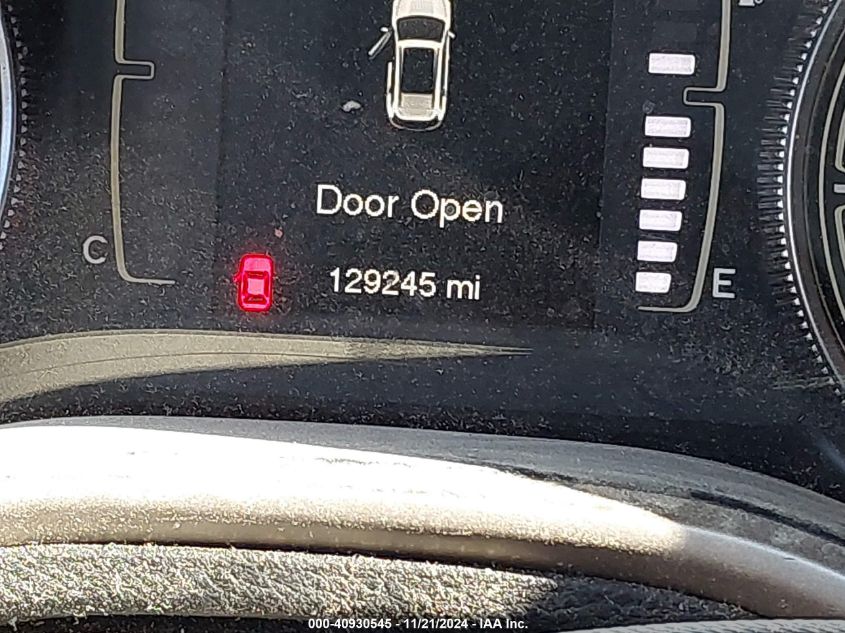 Door Open
C
129245 mi
E
000-40930545 - 11/21/2024 - IAA Inc.